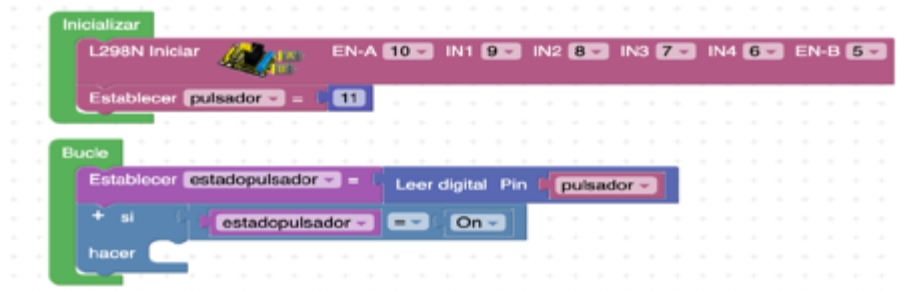 Inicializar
L298N Iniciar EN-A 10 IN1 9 IN2 8 IN3 7 IN4 6 EN-B 5
Establecer pulsador = 11
Bucle
Establecer estadopulsador = Leer digital Pin pulsador
+ si estadopulsador = On
hacer